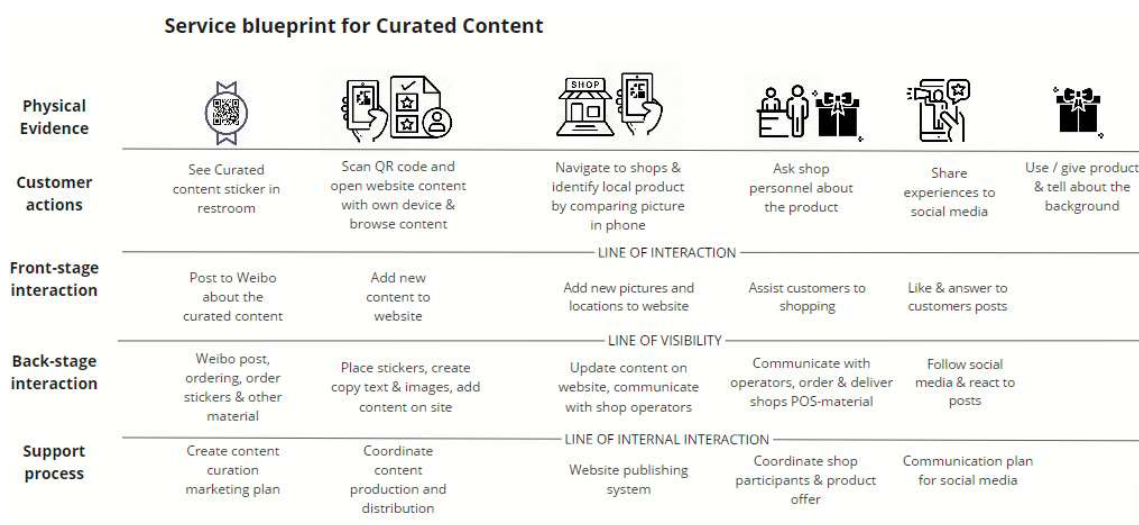 Service blueprint for Curated Content
Physical
Evidence
SHOP
Customer
actions
See Curated
content sticker in
restroom
Scan QR code and
open website content
with own device &
browse content
Navigate to shops &
identify local product
by comparing picture
in phone
Ask shop
personnel about
the product
Share
experiences to
social media
Use / give product
& tell about the
background
LINE OF INTERACTION
Front-stage
interaction
Post to Weibo
about the
curated content
Add new
content to
website
Add new pictures and
locations to website
Assist customers to
shopping
Like & answer to
customers posts
LINE OF VISIBILITY
Back-stage
interaction
Weibo post,
ordering, order
stickers & other
material
Place stickers, create
copy text & images, add
content on site
Update content on
website, communicate
with shop operators
Communicate with
operators, order & deliver
shops POS-material
Follow social
media & react to
posts
LINE OF INTERNAL INTERACTION
Support
process
Create content
curation
marketing plan
Coordinate
content
production and
distribution
Website publishing
system
Coordinate shop
participants & product
offer
Communication plan
for social media